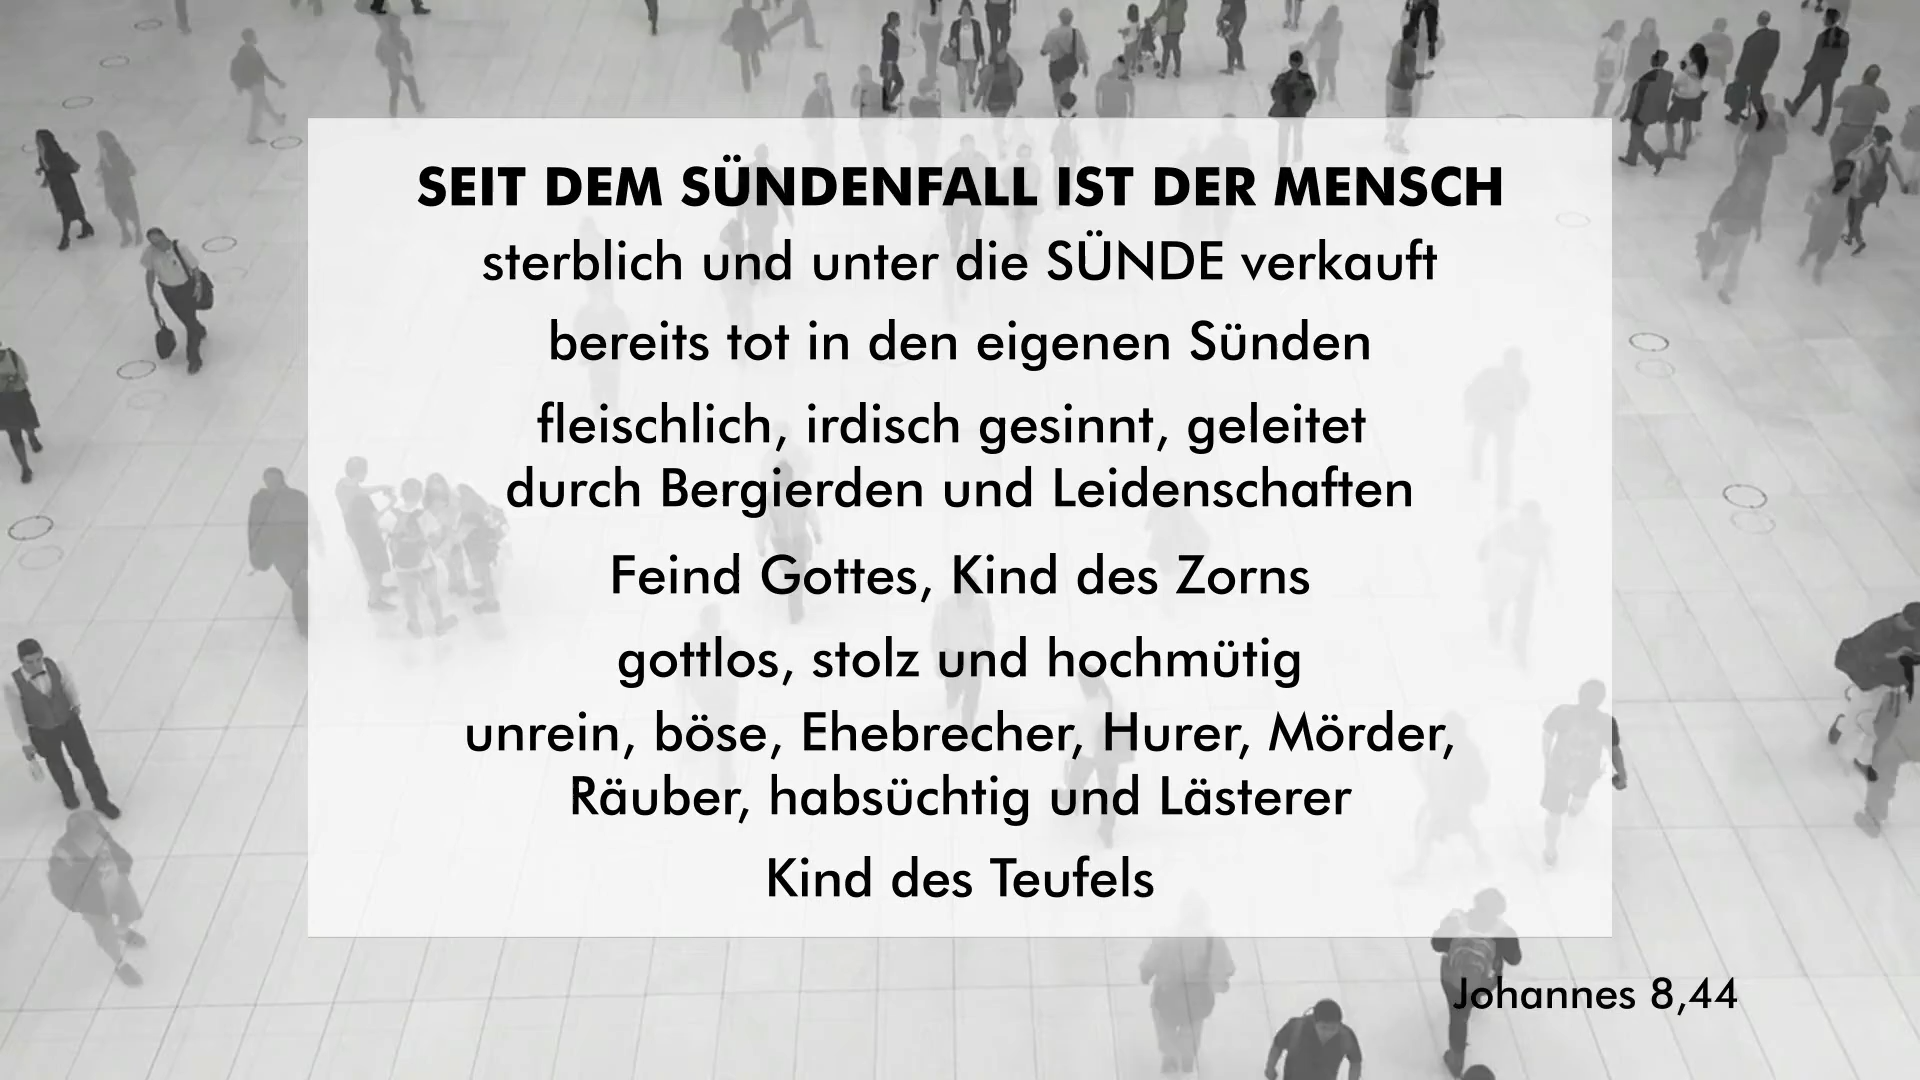 SEIT DEM SÜNDENFALL IST DER MENSCH
sterblich und unter die SÜNDE verkauft
bereits tot in den eigenen Sünden
fleischlich, irdisch gesinnt, geleitet
durch Bergierden und Leidenschaften
Feind Gottes, Kind des Zorns
gottlos, stolz und hochmütig
unrein, böse, Ehebrecher, Hurer, Mörder,
Räuber, habsüchtig und Lästerer
Kind des Teufels
Johannes 8,44